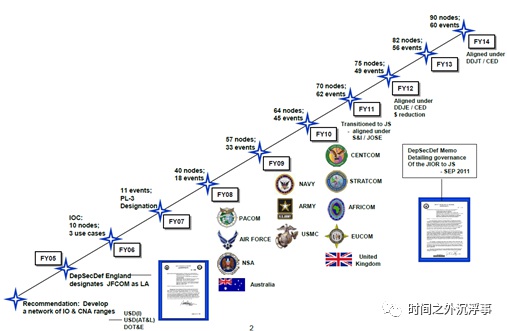 90 nodes;
60 events
FY14
Aligned under
DDJT / CED
82 nodes;
56 events
FY13
75 nodes;
49 events
FY12
Aligned under
DDJE / CED
$ reduction
70 nodes;
62 events
FY11
Transitioned to JS
- aligned under
S&I / JOSE
64 nodes;
45 events
FY10
57 nodes;
33 events
FY09
40 nodes;
18 events
FY08
11 events;
PL-3
Designation
FY07
IOC:
10 nodes;
3 use cases
FY06
DepSecDef England
designates JFCOM as LA
FY05
Recommendation: Develop
a network of IO & CNA ranges
USD(I)
USD(AT&L)
DOT&E
CENTCOM
NAVY
STRATCOM
ARMY
AFRICOM
PACOM
AIR FORCE
USMC
EUCOM
NSA
United
Kingdom
Australia
DepSecDef Memo
Detailing governance
Of the JIOR to JS
- SEP 2011
2
时间之外沉浮事